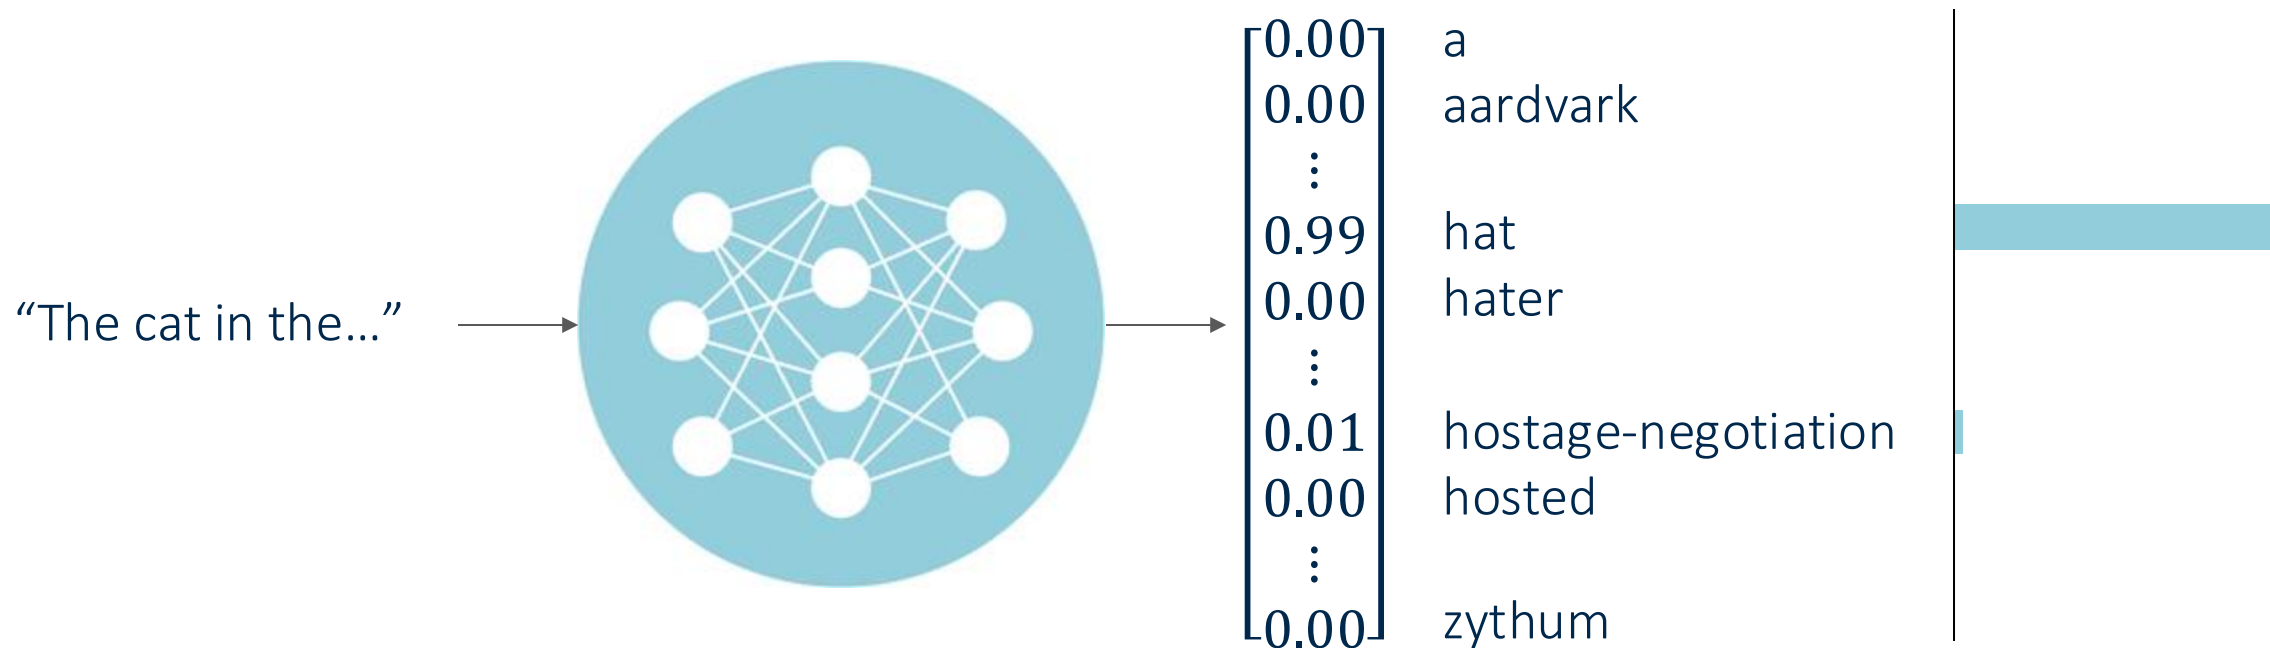 “The cat in the...”
0.00 a
0.00 aardvark
⋮
0.99 hat
0.00 hater
⋮
0.01 hostage-negotiation
0.00 hosted
⋮
0.00 zythum